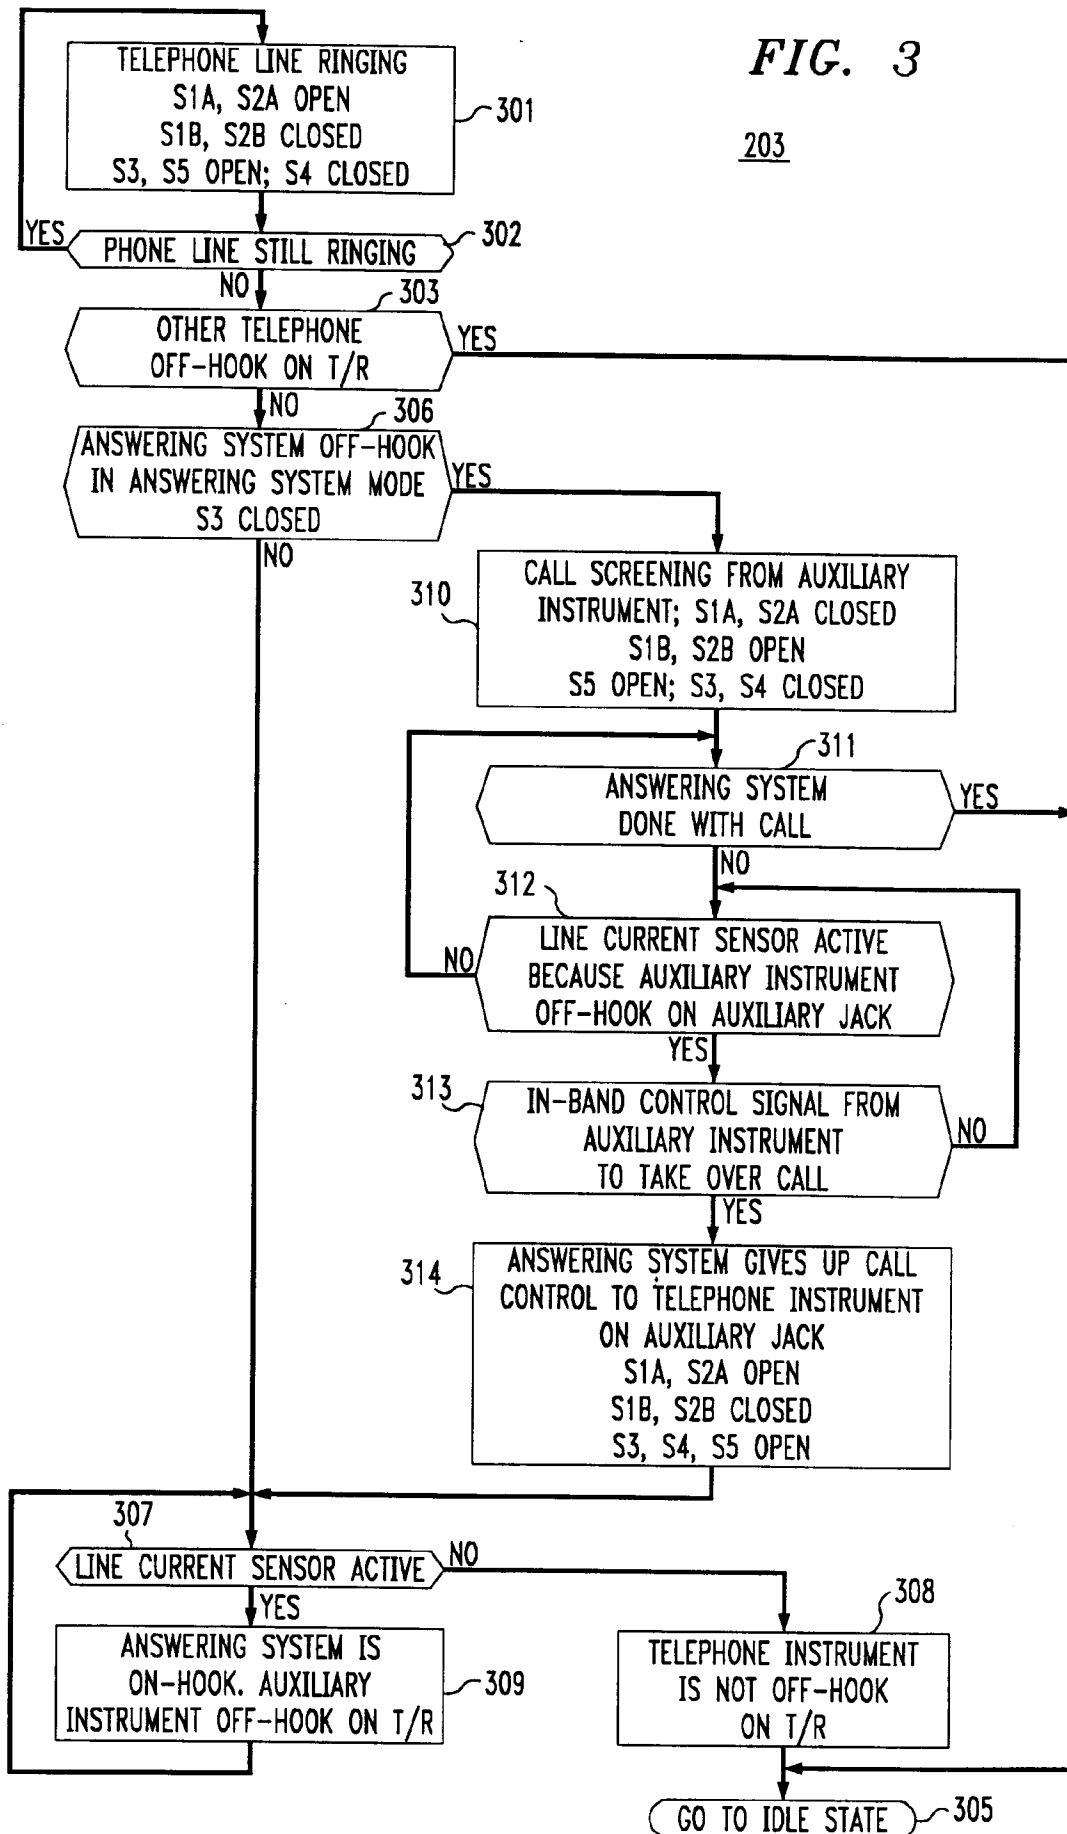 FIG. 3
203
TELEPHONE LINE RINGING
S1A, S2A OPEN
S1B, S2B CLOSED
S3, S5 OPEN; S4 CLOSED
301
YES
PHONE LINE STILL RINGING
302
NO
303
OTHER TELEPHONE
OFF-HOOK ON T/R
YES
NO
306
ANSWERING SYSTEM OFF-HOOK
IN ANSWERING SYSTEM MODE
S3 CLOSED
YES
NO
310
CALL SCREENING FROM AUXILIARY
INSTRUMENT; S1A, S2A CLOSED
S1B, S2B OPEN
S5 OPEN; S3, S4 CLOSED
311
ANSWERING SYSTEM
DONE WITH CALL
YES
NO
312
LINE CURRENT SENSOR ACTIVE
BECAUSE AUXILIARY INSTRUMENT
OFF-HOOK ON AUXILIARY JACK
NO
YES
313
IN-BAND CONTROL SIGNAL FROM
AUXILIARY INSTRUMENT
TO TAKE OVER CALL
NO
YES
314
ANSWERING SYSTEM GIVES UP CALL
CONTROL TO TELEPHONE INSTRUMENT
ON AUXILIARY JACK
S1A, S2A OPEN
S1B, S2B CLOSED
S3, S4, S5 OPEN
307
LINE CURRENT SENSOR ACTIVE
NO
YES
ANSWERING SYSTEM IS
ON-HOOK. AUXILIARY
INSTRUMENT OFF-HOOK ON T/R
309
308
TELEPHONE INSTRUMENT
IS NOT OFF-HOOK
ON T/R
GO TO IDLE STATE
305